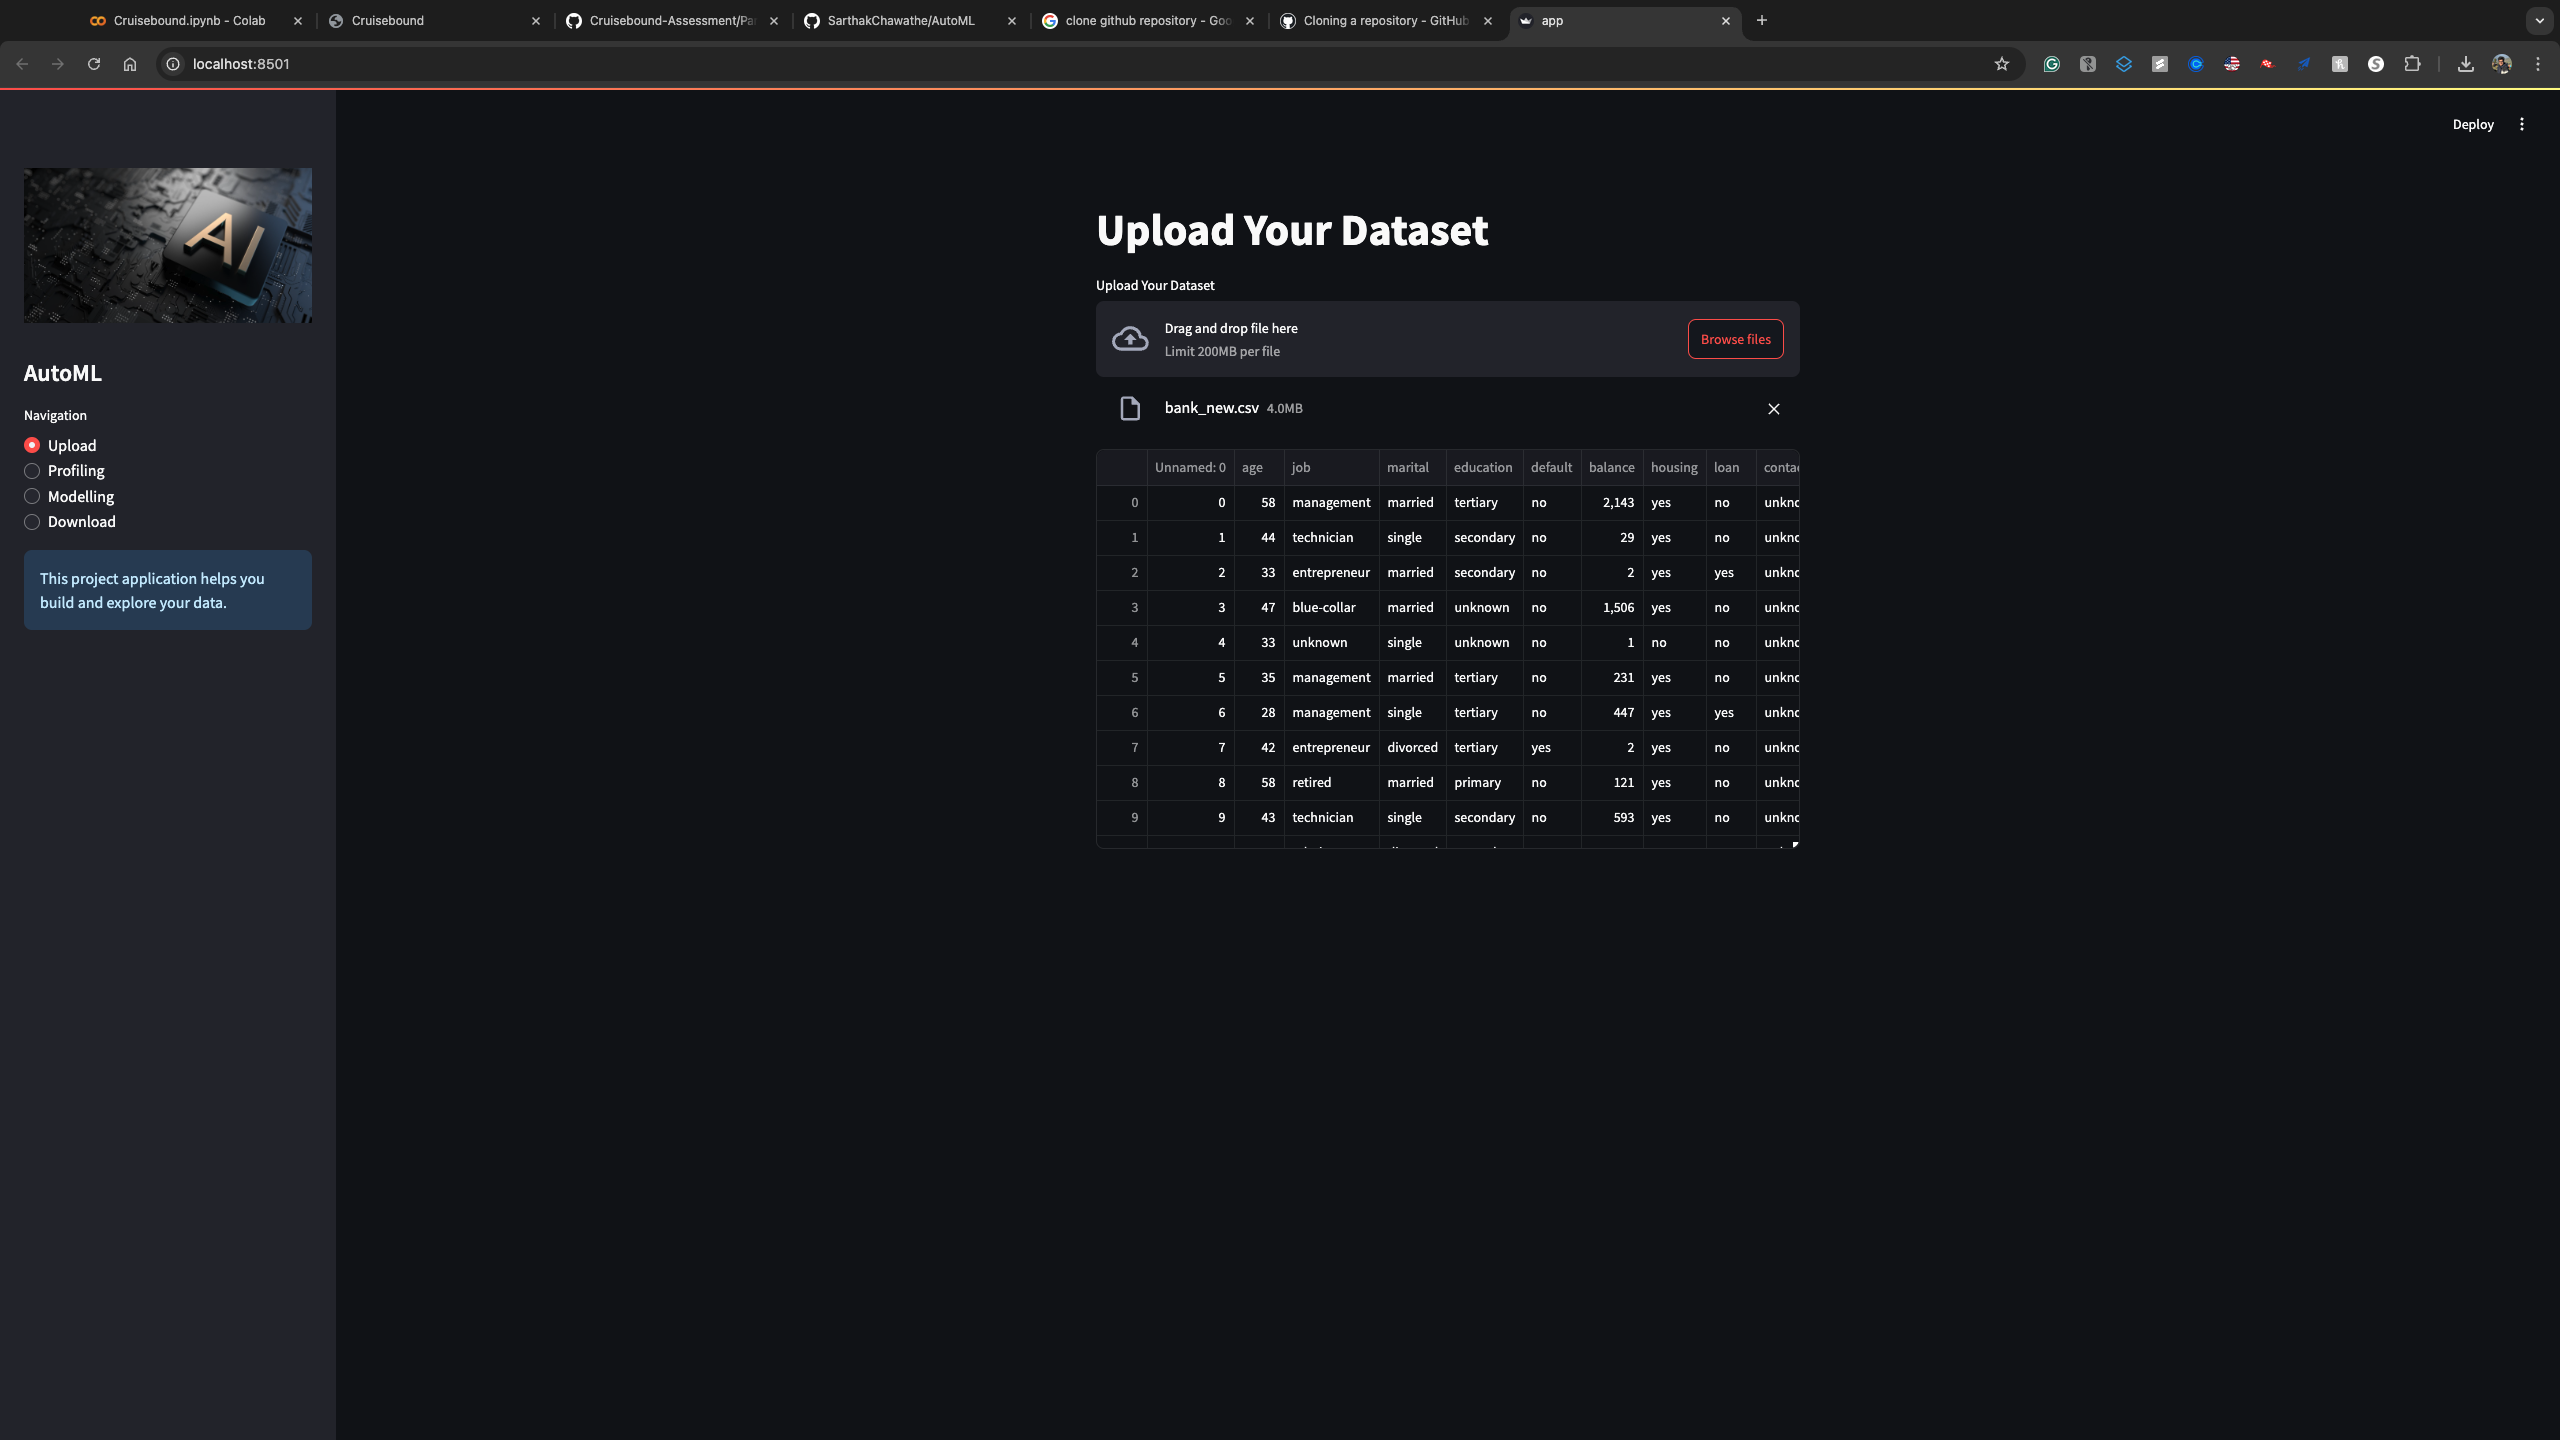 Cruisebound.ipynb - Colab
Cruisebound
Cruisebound-Assessment/Pa
SarthakChawathe/AutoML
clone github repository - Goo
Cloning a repository - GitHub
app
localhost:8501
Deploy
AI
AutoML
Navigation
Upload
Profiling
Modelling
Download
This project application helps you
build and explore your data.
Upload Your Dataset
Upload Your Dataset
Drag and drop file here
Limit 200MB per file
Browse files
bank_new.csv 4.0MB
Unnamed: 0 age job marital education default balance housing loan conta
0 0 58 management married tertiary no 2,143 yes no unkno
1 1 44 technician single secondary no 29 yes no unkno
2 2 33 entrepreneur married secondary no 2 yes yes unkno
3 3 47 blue-collar married unknown no 1,506 yes no unkno
4 4 33 unknown single unknown no 1 no no unkno
5 5 35 management married tertiary no 231 yes no unkno
6 6 28 management single tertiary no 447 yes yes unkno
7 7 42 entrepreneur divorced tertiary yes 2 yes no unkno
8 8 58 retired married primary no 121 yes no unkno
9 9 43 technician single secondary no 593 yes no unkno